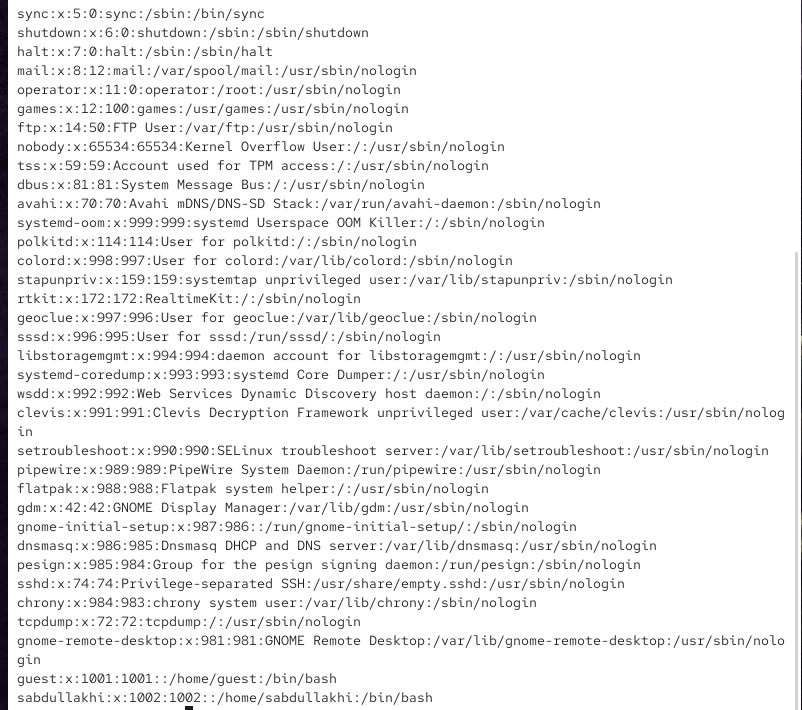 sync:x:5:0:sync:/sbin:/bin/sync
shutdown:x:6:0:shutdown:/sbin:/sbin/shutdown
halt:x:7:0:halt:/sbin:/sbin/halt
mail:x:8:12:mail:/var/spool/mail:/usr/sbin/nologin
operator:x:11:0:operator:/root:/usr/sbin/nologin
games:x:12:100:games:/usr/games:/usr/sbin/nologin
ftp:x:14:50:FTP User:/var/ftp:/usr/sbin/nologin
nobody:x:65534:65534:Kernel Overflow User:/:/usr/sbin/nologin
tss:x:59:59:Account used for TPM access:/:/usr/sbin/nologin
dbus:x:81:81:System Message Bus:/:/usr/sbin/nologin
avahi:x:70:70:Avahi mDNS/DNS-SD Stack:/var/run/avahi-daemon:/sbin/nologin
systemd-oom:x:999:999:systemd Userspace OOM Killer:/:/sbin/nologin
polkitd:x:114:114:User for polkitd:/:/sbin/nologin
colord:x:998:997:User for colord:/var/lib/colord:/sbin/nologin
stapunpriv:x:159:159:systemtap unprivileged user:/var/lib/stapunpriv:/sbin/nologin
rtkit:x:172:172:RealtimeKit:/:/sbin/nologin
geoclue:x:997:996:User for geoclue:/var/lib/geoclue:/sbin/nologin
sssd:x:996:995:User for sssd:/run/sssd/:/sbin/nologin
libstoragemgmt:x:994:994:daemon account for libstoragemgmt:/:/usr/sbin/nologin
systemd-coredump:x:993:993:systemd Core Dumper:/:/usr/sbin/nologin
wsdd:x:992:992:Web Services Dynamic Discovery host daemon:/:/sbin/nologin
clevis:x:991:991:Clevis Decryption Framework unprivileged user:/var/cache/clevis:/usr/sbin/nolog
in
setroubleshoot:x:990:990:SELinux troubleshoot server:/var/lib/setroubleshoot:/usr/sbin/nologin
pipewire:x:989:989:PipeWire System Daemon:/run/pipewire:/usr/sbin/nologin
flatpak:x:988:988:Flatpak system helper:/:/usr/sbin/nologin
gdm:x:42:42:GNOME Display Manager:/var/lib/gdm:/usr/sbin/nologin
gnome-initial-setup:x:987:986::/run/gnome-initial-setup/:/sbin/nologin
dnsmasq:x:986:985:Dnsmasq DHCP and DNS server:/var/lib/dnsmasq:/usr/sbin/nologin
pesign:x:985:984:Group for the pesign signing daemon:/run/pesign:/sbin/nologin
sshd:x:74:74:Privilege-separated SSH:/usr/share/empty.sshd:/usr/sbin/nologin
chrony:x:984:983:chrony system user:/var/lib/chrony:/sbin/nologin
tcpdump:x:72:72:tcpdump:/:/usr/sbin/nologin
gnome-remote-desktop:x:981:981:GNOME Remote Desktop:/var/lib/gnome-remote-desktop:/usr/sbin/nolo
gin
guest:x:1001:1001::/home/guest:/bin/bash
sabdullakhi:x:1002:1002::/home/sabdullakhi:/bin/bash